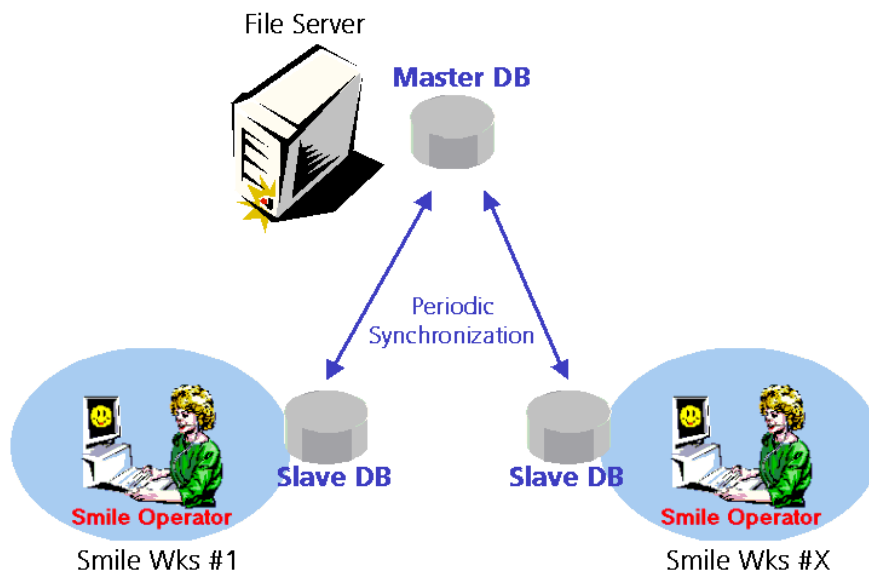 File Server
Master DB
Periodic
Synchronization
Slave DB
Slave DB
Smile Operator
Smile Operator
Smile Wks #1
Smile Wks #X